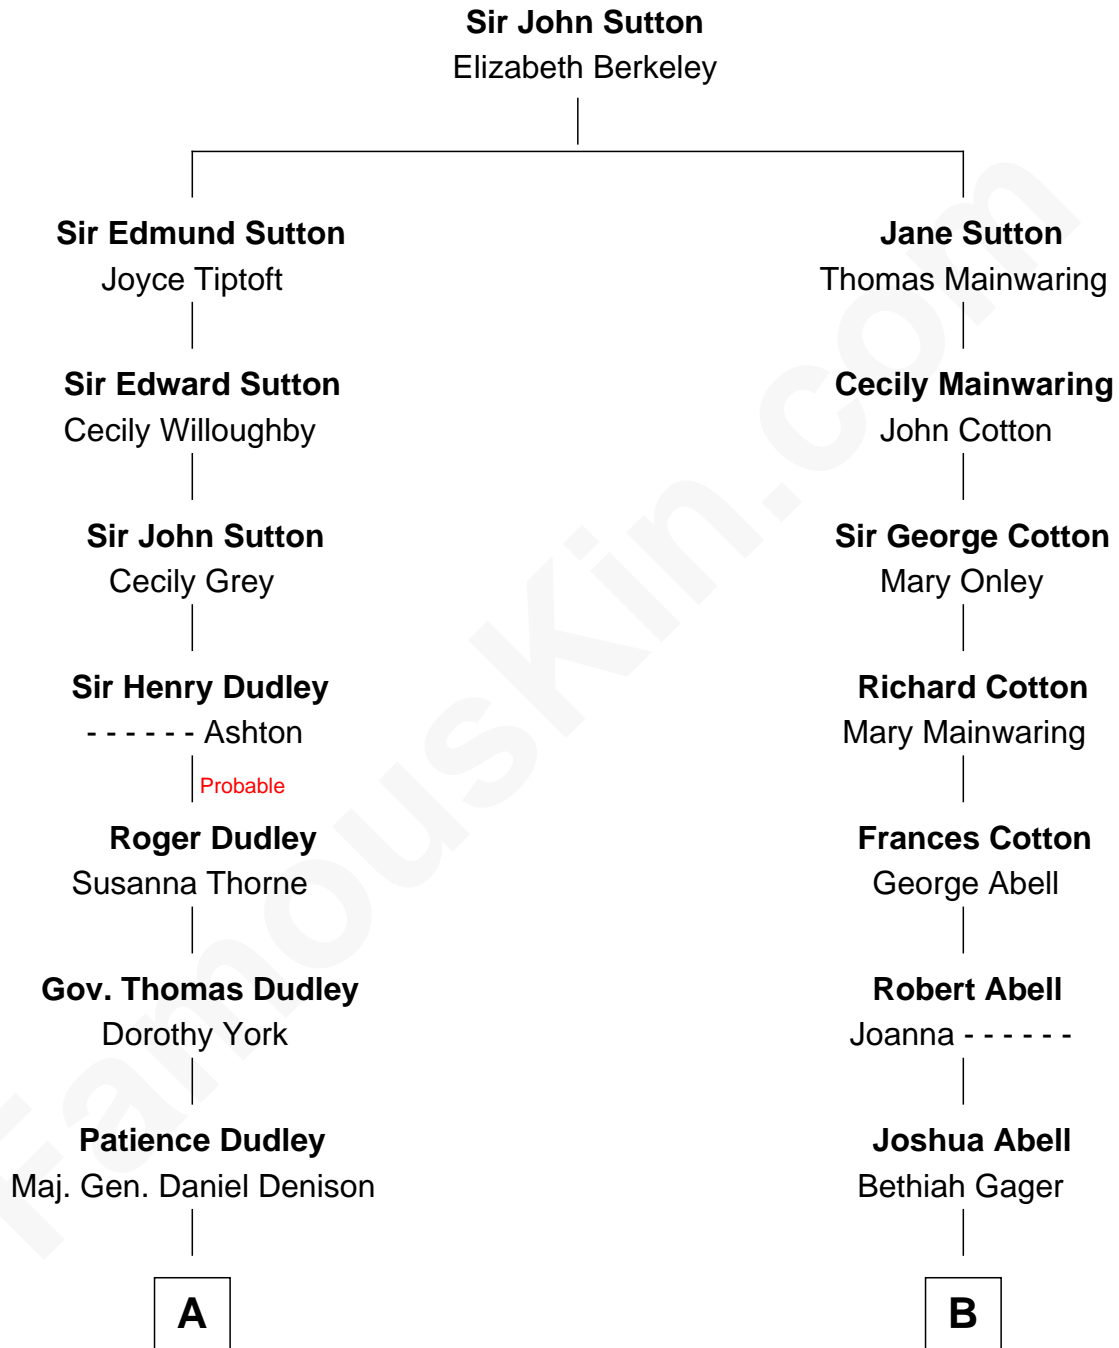 Sir John Sutton
Elizabeth Berkeley
Sir Edmund Sutton
Joyce Tiptoft
Jane Sutton
Thomas Mainwaring
Sir Edward Sutton
Cecily Willoughby
Cecily Mainwaring
John Cotton
Sir John Sutton
Cecily Grey
Sir George Cotton
Mary Onley
Sir Henry Dudley
- - - - - - Ashton
Richard Cotton
Mary Mainwaring
Probable
Roger Dudley
Susanna Thorne
Frances Cotton
George Abell
Gov. Thomas Dudley
Dorothy York
Robert Abell
Joanna - - - - - -
Patience Dudley
Maj. Gen. Daniel Denison
Joshua Abell
Bethiah Gager
A
B
FamousKin.com